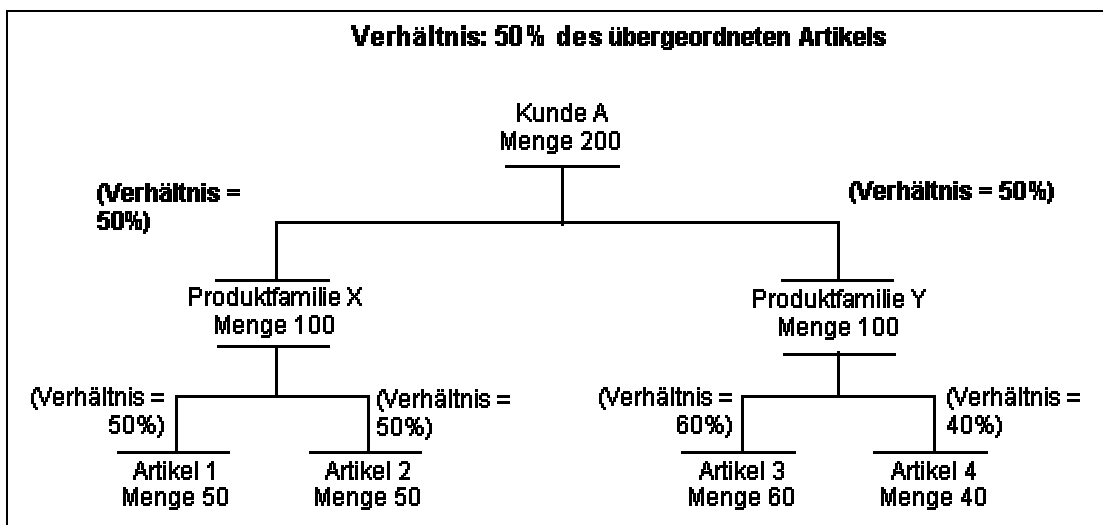 Verhältnis: 50% des übergeordneten Artikels
Kunde A
Menge 200
(Verhältnis =
50%)
(Verhältnis = 50%)
Produktfamilie X
Menge 100
Produktfamilie Y
Menge 100
(Verhältnis =
50%)
(Verhältnis =
50%)
(Verhältnis =
60%)
(Verhältnis =
40%)
Artikel 1
Menge 50
Artikel 2
Menge 50
Artikel 3
Menge 60
Artikel 4
Menge 40